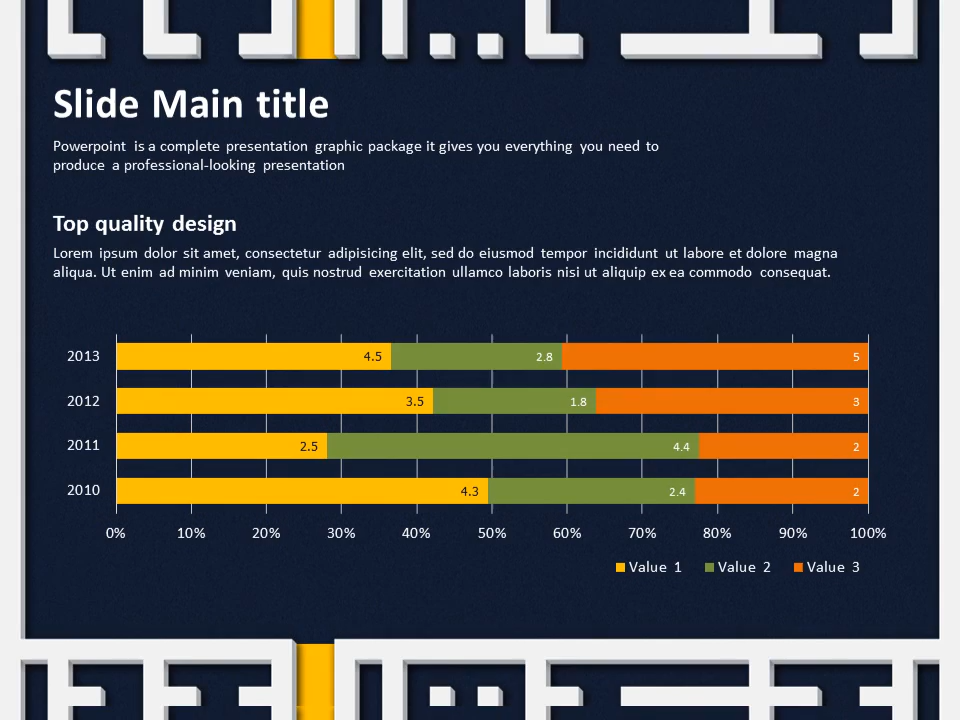 Slide Main title
Powerpoint is a complete presentation graphic package it gives you everything you need to
produce a professional-looking presentation
Top quality design
Lorem ipsum dolor sit amet, consectetur adipisicing elit, sed do eiusmod tempor incididunt ut labore et dolore magna
aliqua. Ut enim ad minim veniam, quis nostrud exercitation ullamco laboris nisi ut aliquip ex ea commodo consequat.
2013 4.5 2.8 5
2012 3.5 1.8 3
2011 2.5 4.4 2
2010 4.3 2.4 2
0% 10% 20% 30% 40% 50% 60% 70% 80% 90% 100%
Value 1 Value 2 Value 3